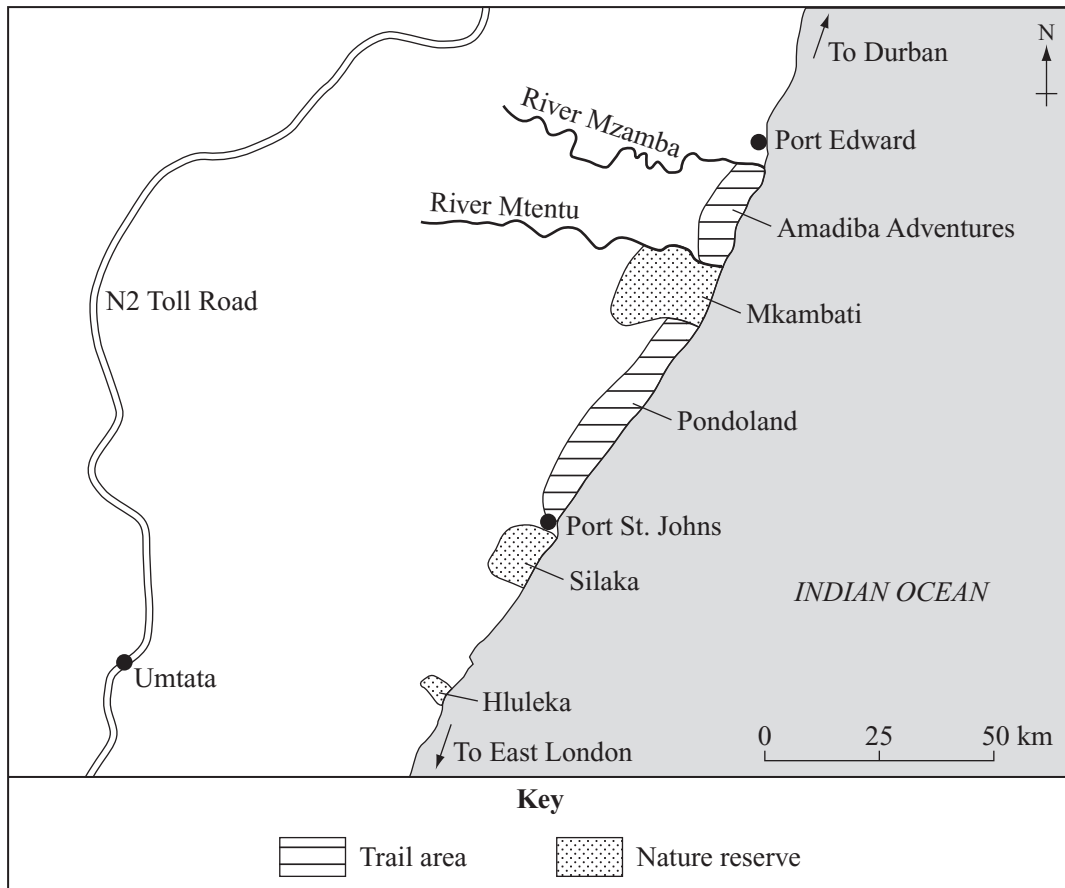 To Durban
N
River Mzamba
Port Edward
River Mtentu
Amadiba Adventures
N2 Toll Road
Mkambati
Pondoland
Port St. Johns
Silaka
INDIAN OCEAN
Umtata
Hluleka
0 25 50 km
To East London
Key
Trail area
Nature reserve